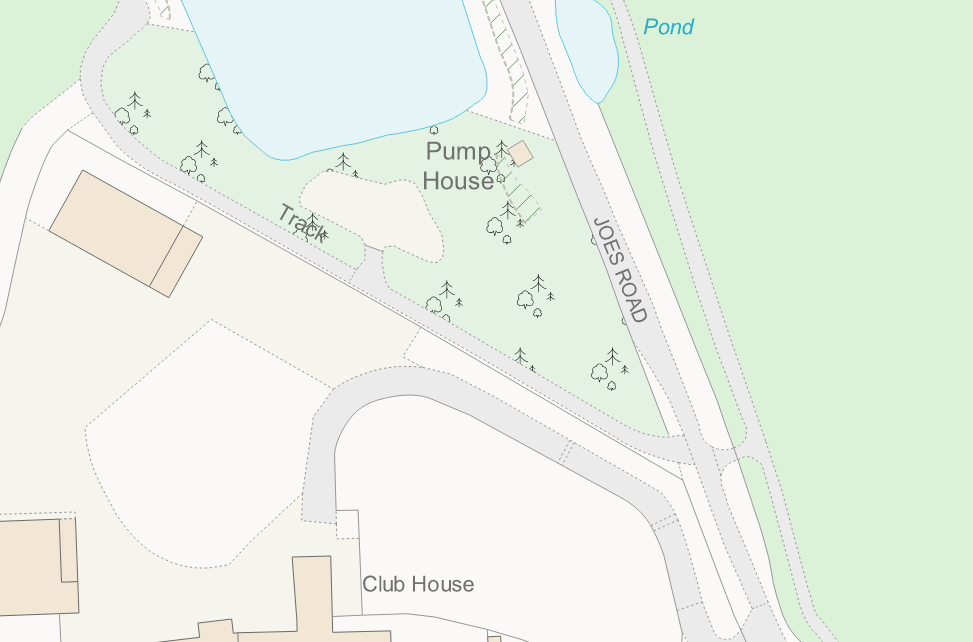 Pond
Pump
House
Track
JOES ROAD
Club House